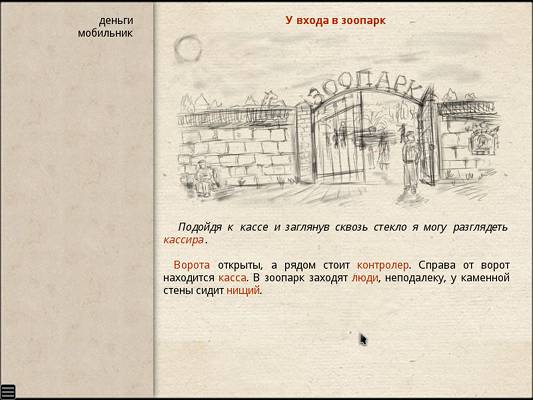 деньги
мобильник
У входа в зоопарк
ЗООПАРК
Подойдя к кассе и заглянув сквозь стекло я могу разглядеть
кассира.
Ворота открыты, а рядом стоит контролер. Справа от ворот
находится касса. В зоопарк заходят люди, неподалеку, у каменной
стены сидит нищий.